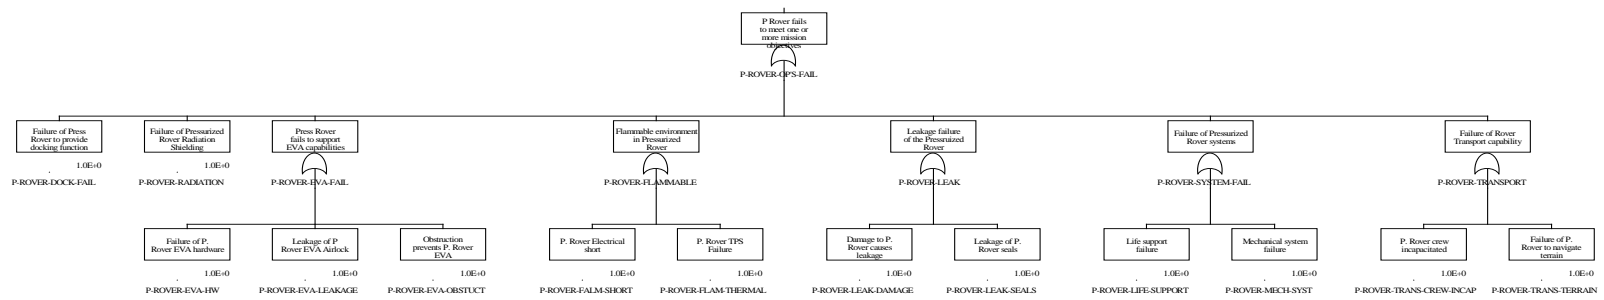 P Rover fails
to meet one or
more mission
objectives
P-ROVER-OP'S-FAIL
Failure of Press
Rover to provide
docking function
1.0E+0
P-ROVER-DOCK-FAIL
Failure of Pressurized
Rover Radiation
Shielding
1.0E+0
P-ROVER-RADIATION
Press Rover
fails to support
EVA capabilities
P-ROVER-EVA-FAIL
Flammable environment
in Pressurized
Rover
P-ROVER-FLAMMABLE
Leakage failure
of the Pressruized
Rover
P-ROVER-LEAK
Failure of Pressurized
Rover systems
P-ROVER-SYSTEM-FAIL
Failure of Rover
Transport capability
P-ROVER-TRANSPORT
Failure of P.
Rover EVA hardware
1.0E+0
P-ROVER-EVA-HW
Leakage of P
Rover EVA Airlock
1.0E+0
P-ROVER-EVA-LEAKAGE
Obstruction
prevents P. Rover
EVA
1.0E+0
P-ROVER-EVA-OBSTUCT
P. Rover Electrical
short
1.0E+0
P-ROVER-FALM-SHORT
P. Rover TPS
Failure
1.0E+0
P-ROVER-FLAM-THERMAL
Damage to P.
Rover causes
leakage
1.0E+0
P-ROVER-LEAK-DAMAGE
Leakage of P.
Rover seals
1.0E+0
P-ROVER-LEAK-SEALS
Life support
failure
1.0E+0
P-ROVER-LIFE-SUPPORT
Mechanical system
failure
1.0E+0
P-ROVER-MECH-SYST
P. Rover crew
incapacitated
1.0E+0
P-ROVER-TRANS-CREW-INCAP
Failure of P.
Rover to navigate
terrain
1.0E+0
P-ROVER-TRANS-TERRAIN